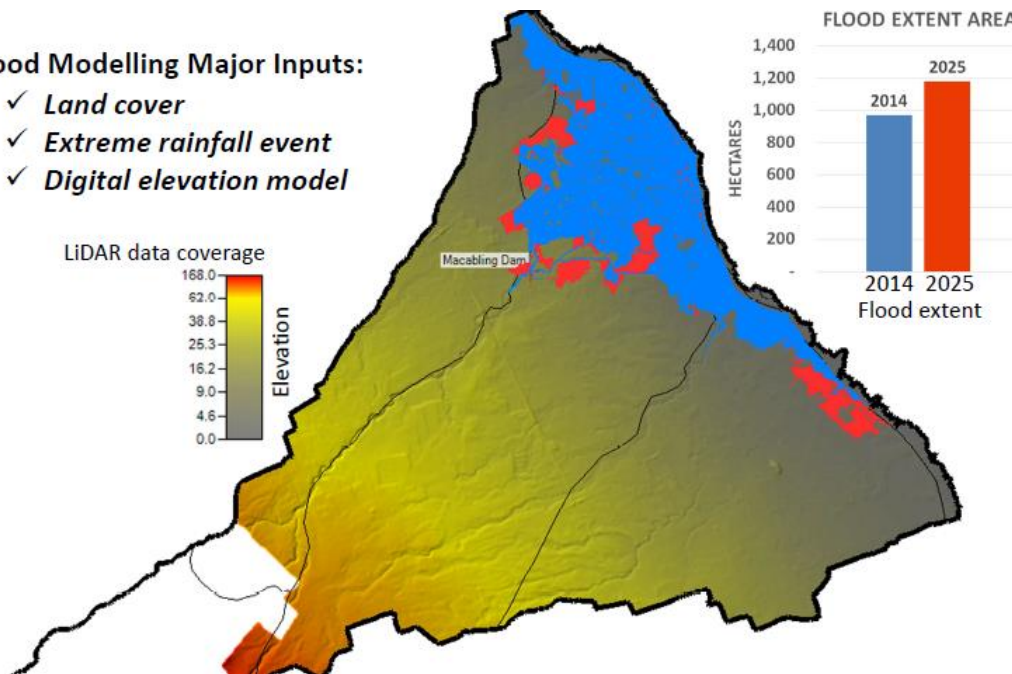 ood Modelling Major Inputs:
✓ Land cover
✓ Extreme rainfall event
✓ Digital elevation model
LiDAR data coverage
168.0
62.0
38.8
25.3
16.2
9.0
4.6
0.0
Elevation
Macabling Dam
FLOOD EXTENT AREA
HECTARES
1,400
1,200
1,000
800
600
400
200
-
2014
2025
2014 2025
Flood extent